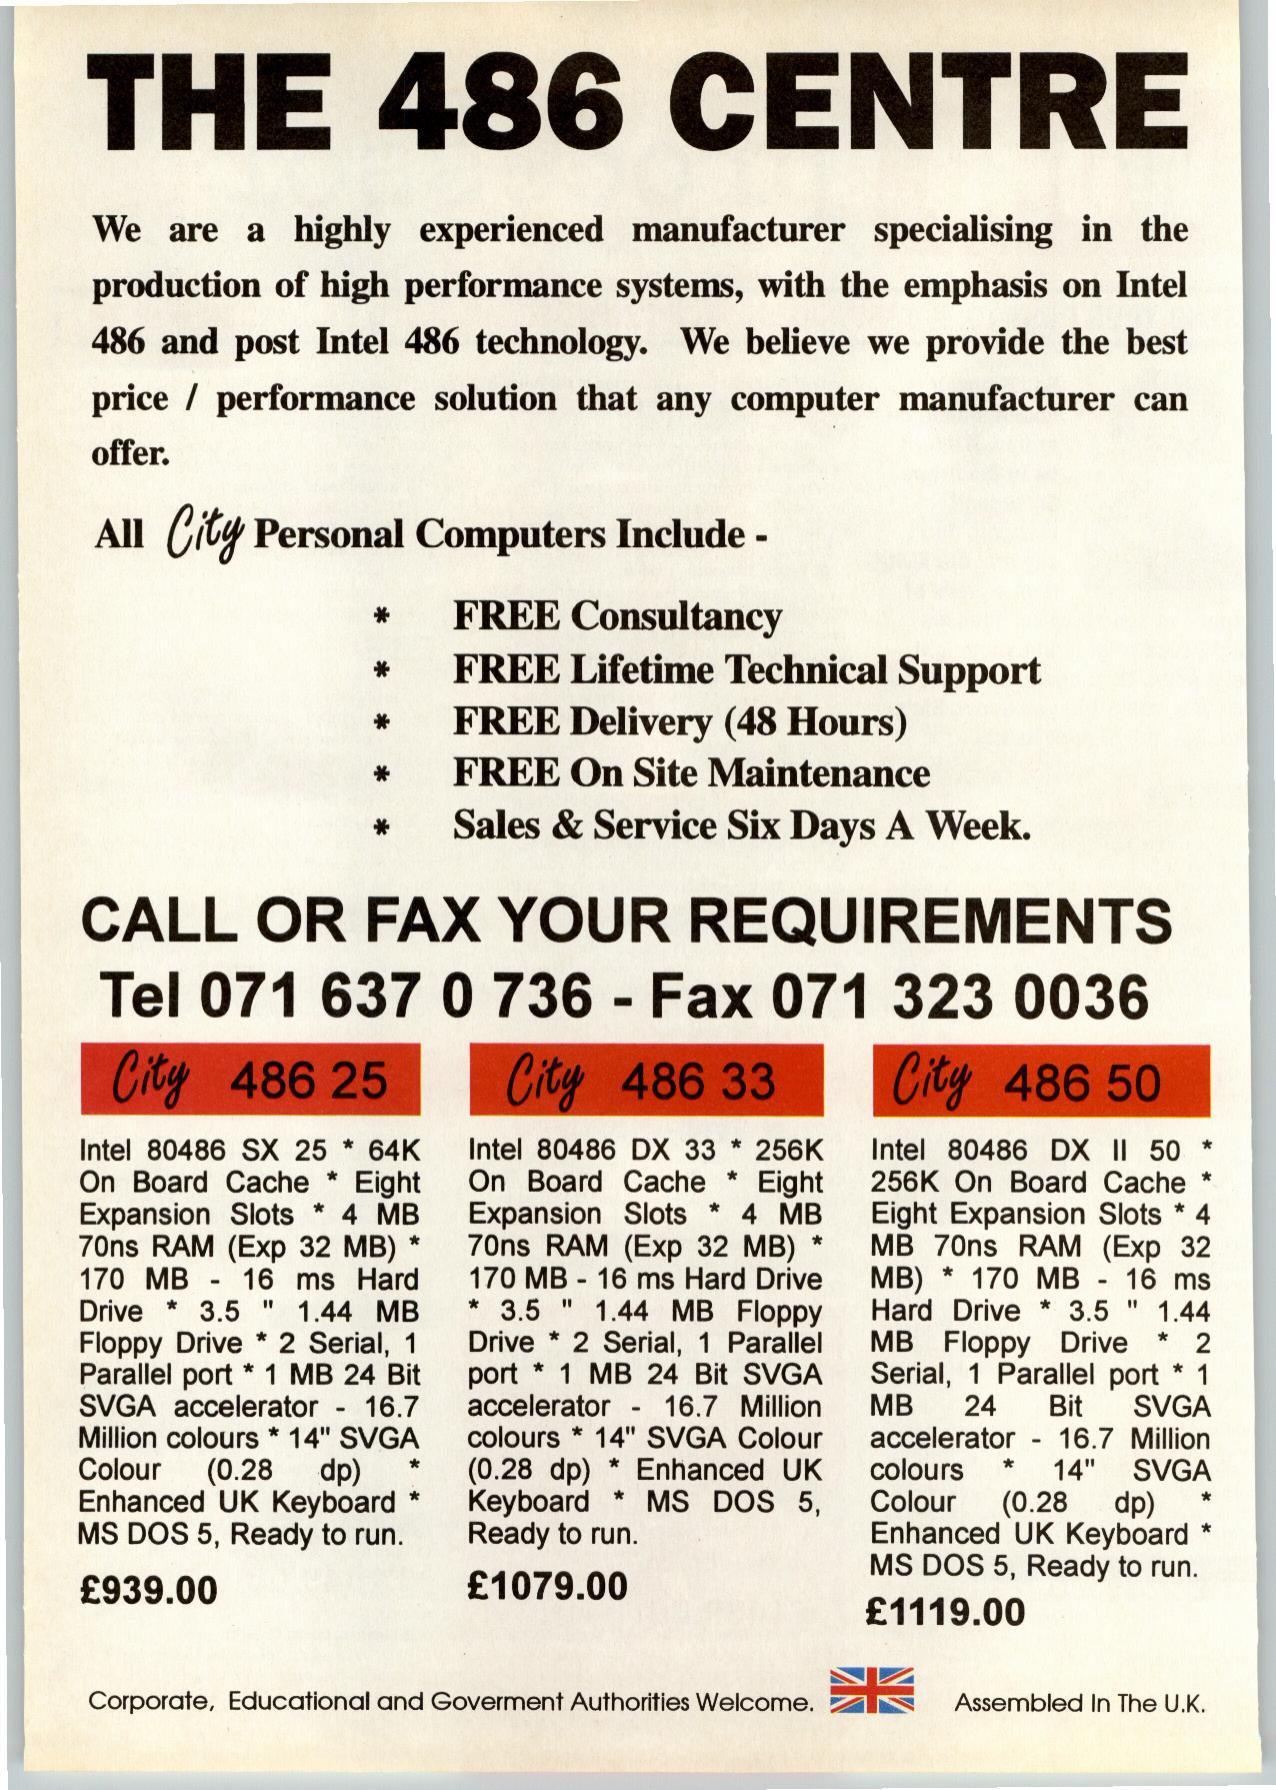 THE 486 CENTRE
We are a highly experienced manufacturer specialising in the
production of high performance systems, with the emphasis on Intel
486 and post Intel 486 technology. We believe we provide the best
price / performance solution that any computer manufacturer can
offer.
All City Personal Computers Include -
* FREE Consultancy
* FREE Lifetime Technical Support
* FREE Delivery (48 Hours)
* FREE On Site Maintenance
* Sales & Service Six Days A Week.
CALL OR FAX YOUR REQUIREMENTS
Tel 071 637 0 736 - Fax 071 323 0036
City 486 25
Intel 80486 SX 25 * 64K
On Board Cache * Eight
Expansion Slots * 4 MB
70ns RAM (Exp 32 MB) *
170 MB - 16 ms Hard
Drive * 3.5 " 1.44 MB
Floppy Drive * 2 Serial, 1
Parallel port * 1 MB 24 Bit
SVGA accelerator - 16.7
Million colours * 14" SVGA
Colour (0.28 dp) *
Enhanced UK Keyboard *
MS DOS 5, Ready to run.
£939.00
City 486 33
Intel 80486 DX 33 * 256K
On Board Cache * Eight
Expansion Slots * 4 MB
70ns RAM (Exp 32 MB) *
170 MB - 16 ms Hard Drive
* 3.5 " 1.44 MB Floppy
Drive * 2 Serial, 1 Parallel
port * 1 MB 24 Bit SVGA
accelerator - 16.7 Million
colours * 14" SVGA Colour
(0.28 dp) * Enhanced UK
Keyboard * MS DOS 5,
Ready to run.
£1079.00
City 486 50
Intel 80486 DX II 50 *
256K On Board Cache *
Eight Expansion Slots * 4
MB 70ns RAM (Exp 32
MB) * 170 MB - 16 ms
Hard Drive * 3.5 " 1.44
MB Floppy Drive * 2
Serial, 1 Parallel port * 1
MB 24 Bit SVGA
accelerator - 16.7 Million
colours * 14" SVGA
Colour (0.28 dp) *
Enhanced UK Keyboard *
MS DOS 5, Ready to run.
£1119.00
Corporate, Educational and Goverment Authorities Welcome. Assembled In The U.K.